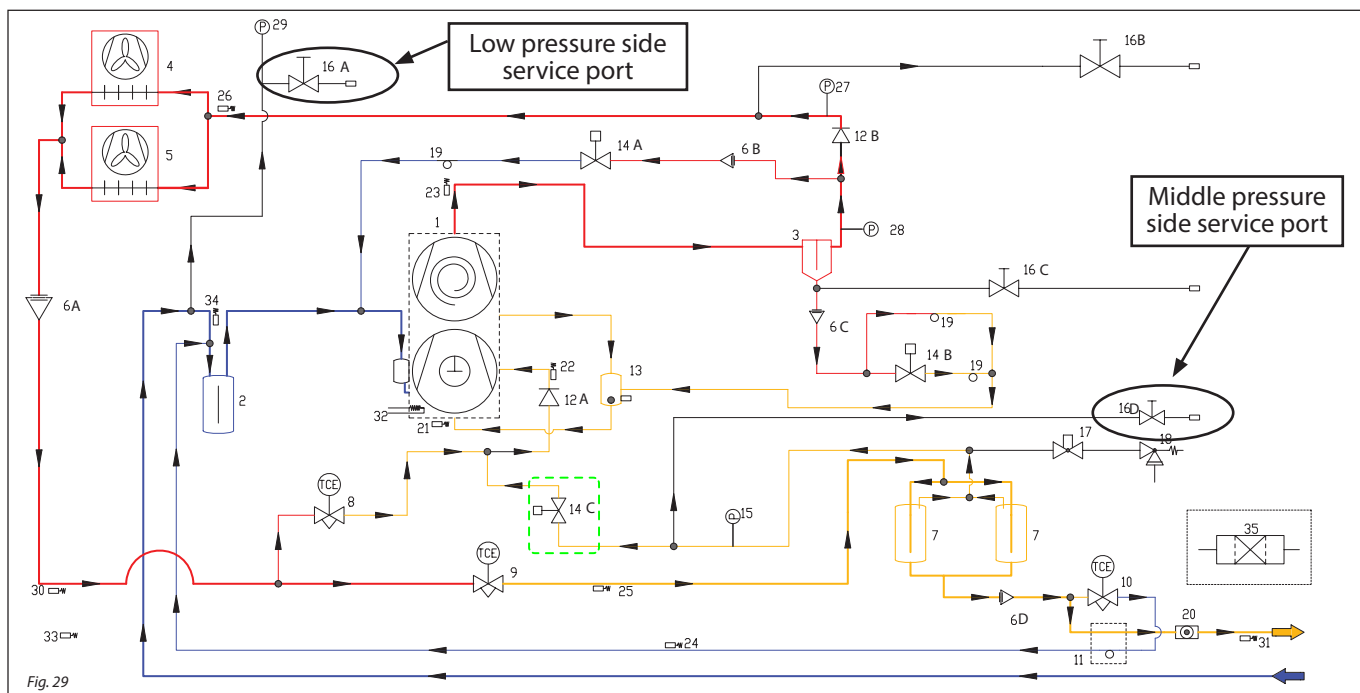 P 29
16 A
Low pressure side
service port
16B
4
26
P 27
12 B
5
14 A
6 B
19
23
1
Middle pressure
side service port
3
P 28
6A
34
16 C
6 C
19
14 B
19
22
13
2
12 A
32
21
16D
17
18
TCE
8
14 C
P 15
7
7
35
TCE
9
TCE
10
30
25
6D
20
33
24
11
31
Fig. 29